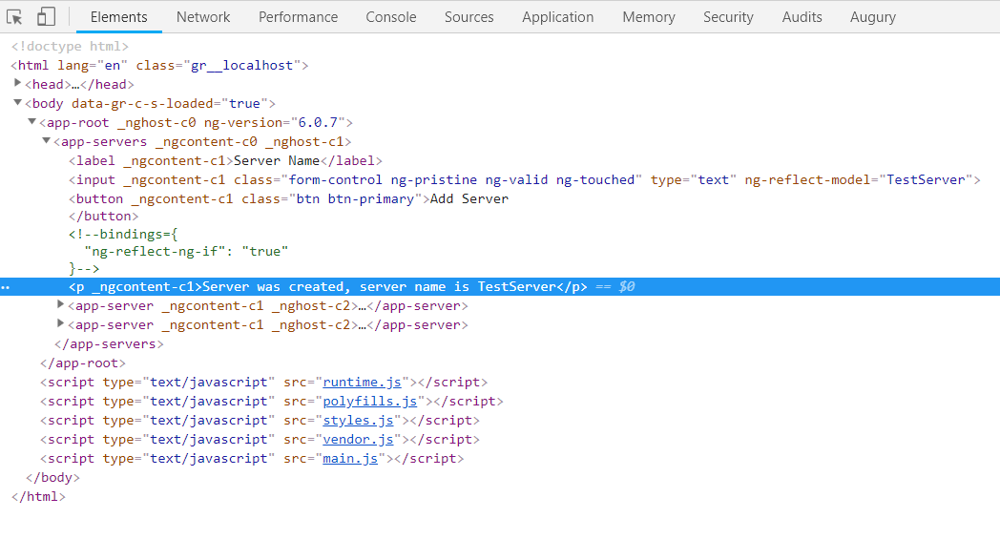 Elements Network Performance Console Sources Application Memory Security Audits Augury
<!doctype html>
<html lang="en" class="gr__localhost">
<head>…</head>
<body data-gr-c-s-loaded="true">
<app-root _nghost-c0 ng-version="6.0.7">
<app-servers _ngcontent-c0 _nghost-c1>
<label _ngcontent-c1>Server Name</label>
<input _ngcontent-c1 class="form-control ng-pristine ng-valid ng-touched" type="text" ng-reflect-model="TestServer">
<button _ngcontent-c1 class="btn btn-primary">Add Server
</button>
<!--bindings={
"ng-reflect-ng-if": "true"
}-->
<p _ngcontent-c1>Server was created, server name is TestServer</p> == $0
<app-server _ngcontent-c1 _nghost-c2>…</app-server>
<app-server _ngcontent-c1 _nghost-c2>…</app-server>
</app-servers>
</app-root>
<script type="text/javascript" src="runtime.js"></script>
<script type="text/javascript" src="polyfills.js"></script>
<script type="text/javascript" src="styles.js"></script>
<script type="text/javascript" src="vendor.js"></script>
<script type="text/javascript" src="main.js"></script>
</body>
</html>